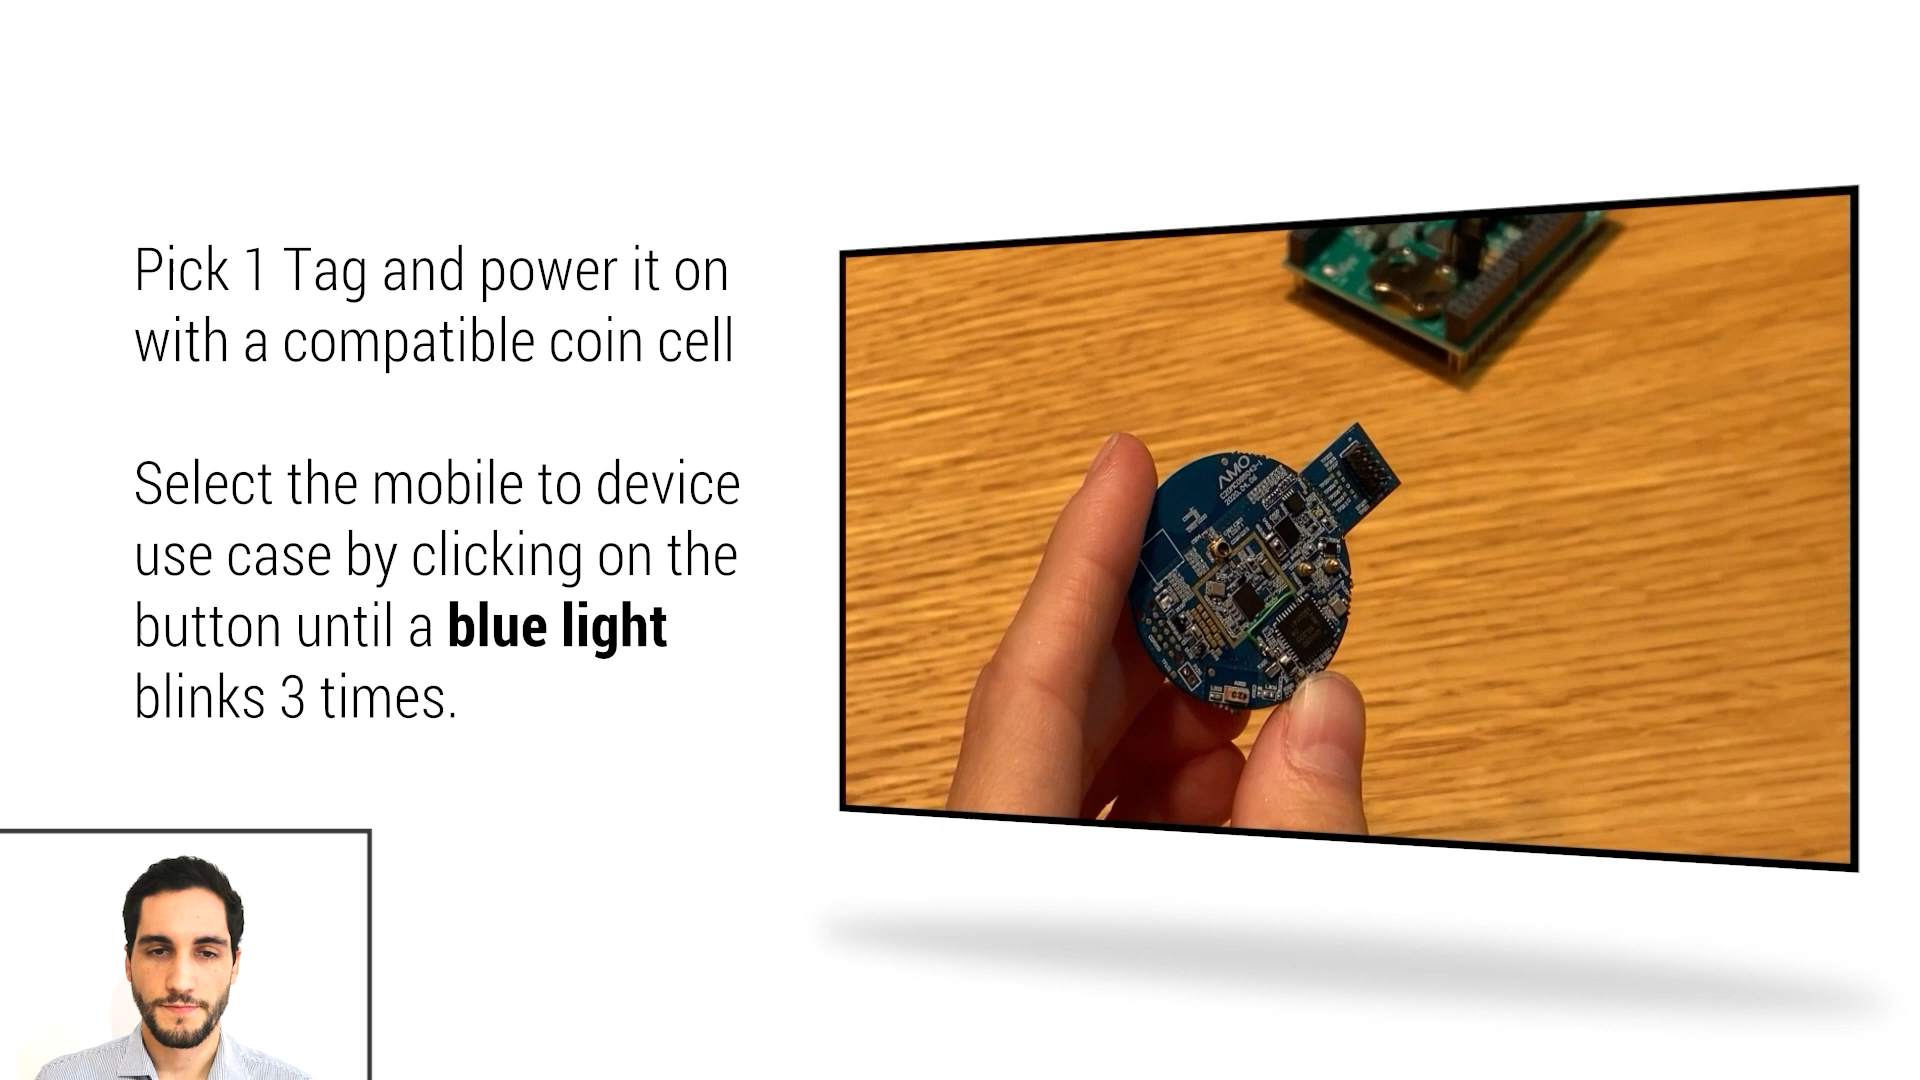 Pick 1 Tag and power it on
with a compatible coin cell
Select the mobile to device
use case by clicking on the
button until a blue light
blinks 3 times.